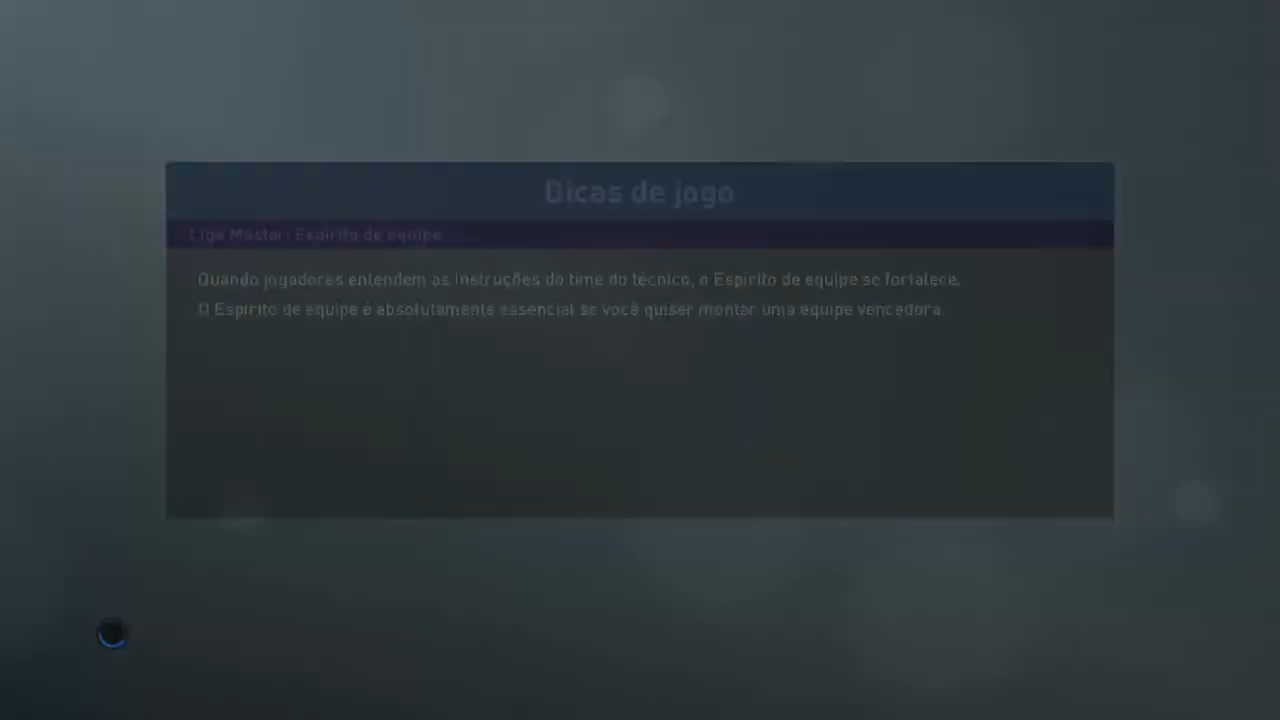 Dicas de jogo
Liga Master: Espírito de equipe
Quando jogadores entendem as instruções do time do técnico, o Espírito de equipe se fortalece.
O Espírito de equipe é absolutamente essencial se você quiser montar uma equipe vencedora.